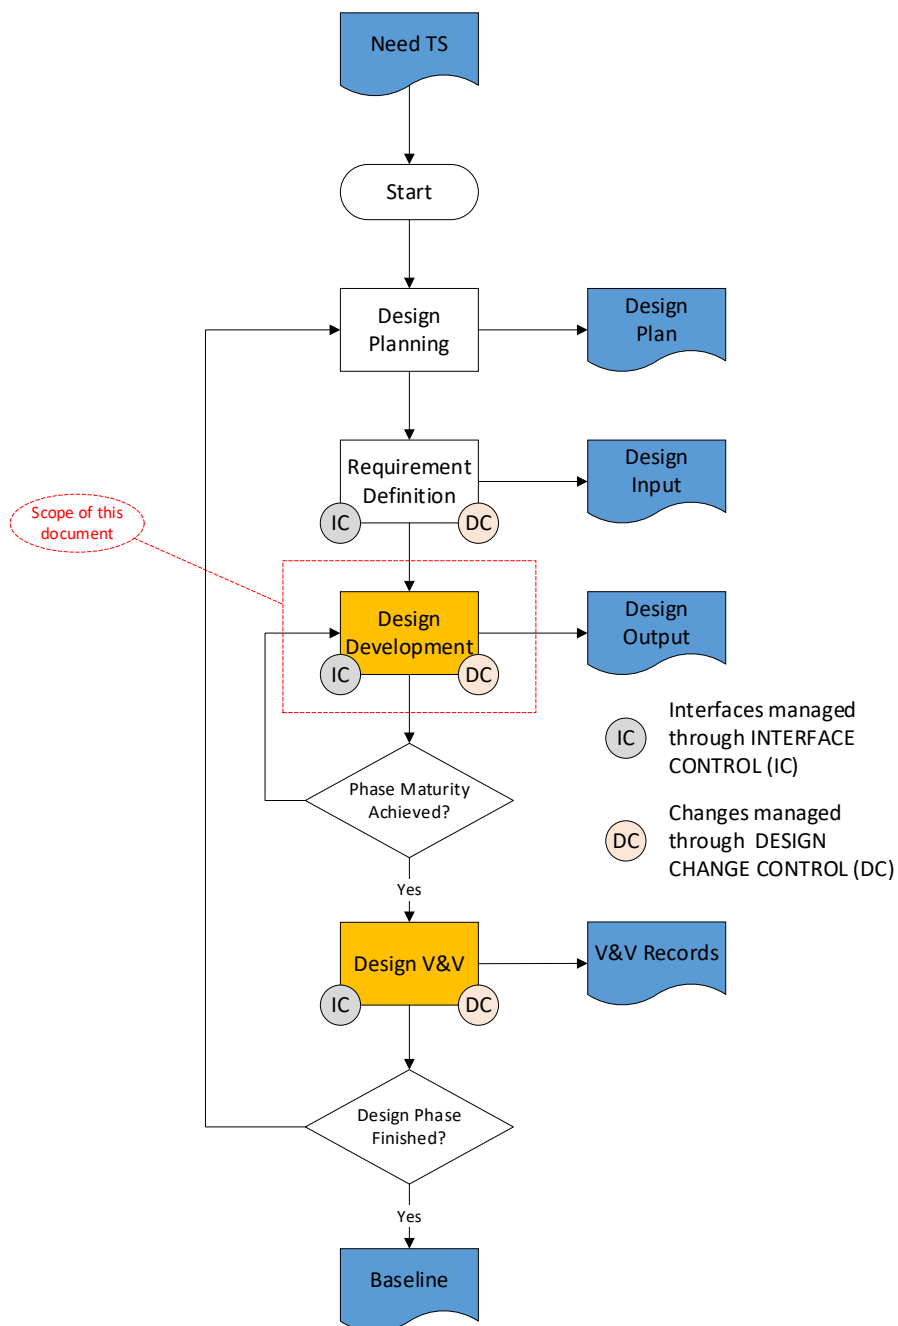 Need TS
Start
Design
Planning
Design
Plan
Requirement
Definition
IC
DC
Design
Input
Scope of this
document
Design
Development
IC
DC
Design
Output
IC
Interfaces managed
through INTERFACE
CONTROL (IC)
Phase Maturity
Achieved?
DC
Changes managed
through DESIGN
CHANGE CONTROL (DC)
Yes
Design V&V
IC
DC
V&V Records
Design Phase
Finished?
Yes
Baseline